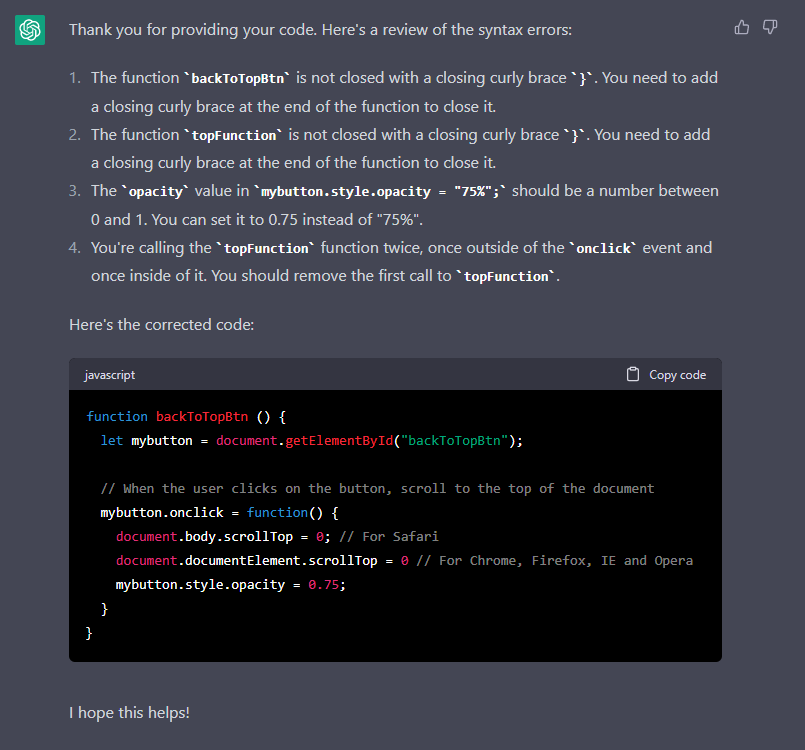 Thank you for providing your code. Here's a review of the syntax errors:
1. The function `backToTopBtn` is not closed with a closing curly brace `}`. You need to add
a closing curly brace at the end of the function to close it.
2. The function `topFunction` is not closed with a closing curly brace `}`. You need to add
a closing curly brace at the end of the function to close it.
3. The `opacity` value in `mybutton.style.opacity = "75%";` should be a number between
0 and 1. You can set it to 0.75 instead of "75%".
4. You're calling the `topFunction` function twice, once outside of the `onclick` event and
once inside of it. You should remove the first call to `topFunction`.
Here's the corrected code:
javascript Copy code
function backToTopBtn () {
  let mybutton = document.getElementById("backToTopBtn");
  // When the user clicks on the button, scroll to the top of the document
  mybutton.onclick = function() {
    document.body.scrollTop = 0; // For Safari
    document.documentElement.scrollTop = 0 // For Chrome, Firefox, IE and Opera
    mybutton.style.opacity = 0.75;
  }
}
I hope this helps!